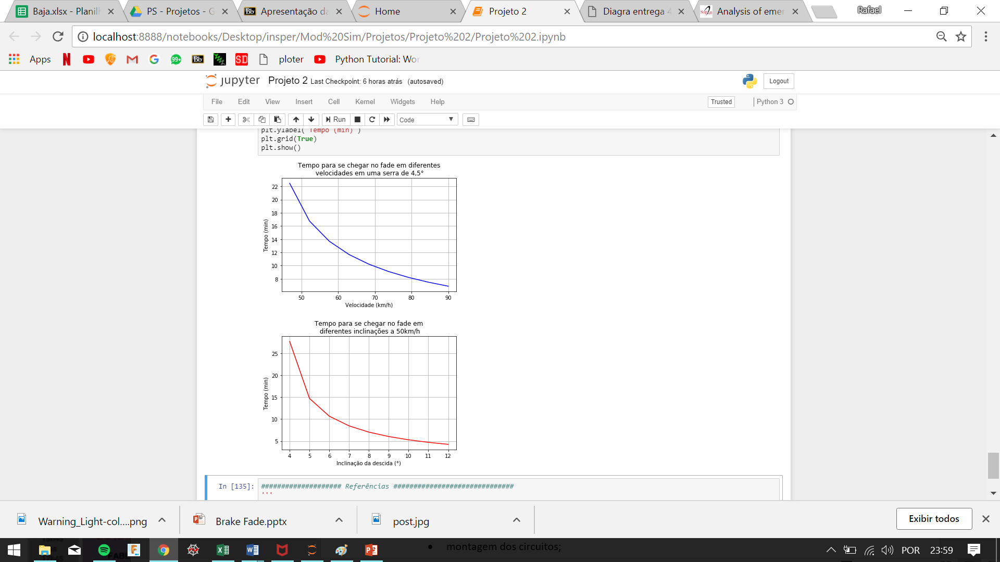 Baja.xlsx - Planil
PS - Projetos - G
Bb Apresentação da
Home
Projeto 2
Diagra entrega 4
Analysis of emer
Rafael
localhost:8888/notebooks/Desktop/insper/Mod%20Sim/Projetos/Projeto%202/Projeto%202.ipynb
Apps
99+
Bb
SD
ploter
Python Tutorial: Wor
jupyter Projeto 2 Last Checkpoint: 6 horas atrás (autosaved)
Logout
File Edit View Insert Cell Kernel Widgets Help
Trusted
Python 3
Run
Code
plt.ylabel('Tempo (min)')
plt.grid(True)
plt.show()
Tempo para se chegar no fade em diferentes
velocidades em uma serra de 4,5°
22
20
18
16
14
12
10
8
Tempo (min)
50 60 70 80 90
Velocidade (km/h)
Tempo para se chegar no fade em
diferentes inclinações a 50km/h
25
20
15
10
5
Tempo (min)
4 5 6 7 8 9 10 11 12
Inclinação da descida (°)
In [135]:
#################### Referências ##############################
'''
Warning_Light-col....png
Brake Fade.pptx
post.jpg
Exibir todos
montagem dos circuitos;
POR 23:59